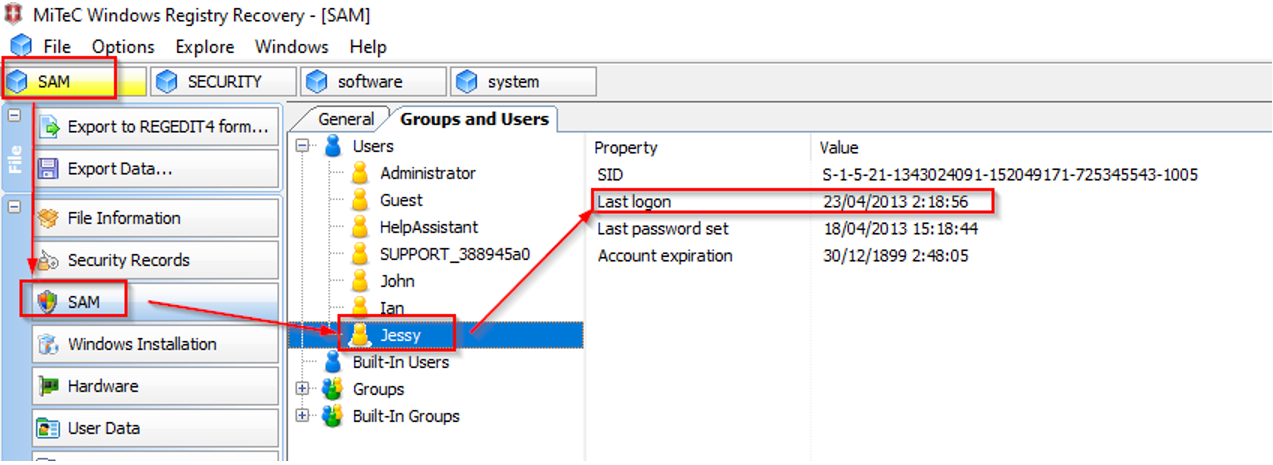 MiTeC Windows Registry Recovery - [SAM]
File Options Explore Windows Help
SAM SECURITY software system
File
Export to REGEDIT4 form...
Export Data...
File Information
Security Records
SAM
Windows Installation
Hardware
User Data
General Groups and Users
Users
Administrator
Guest
HelpAssistant
SUPPORT_388945a0
John
Ian
Jessy
Built-In Users
Groups
Built-In Groups
Property Value
SID S-1-5-21-1343024091-152049171-725345543-1005
Last logon 23/04/2013 2:18:56
Last password set 18/04/2013 15:18:44
Account expiration 30/12/1899 2:48:05